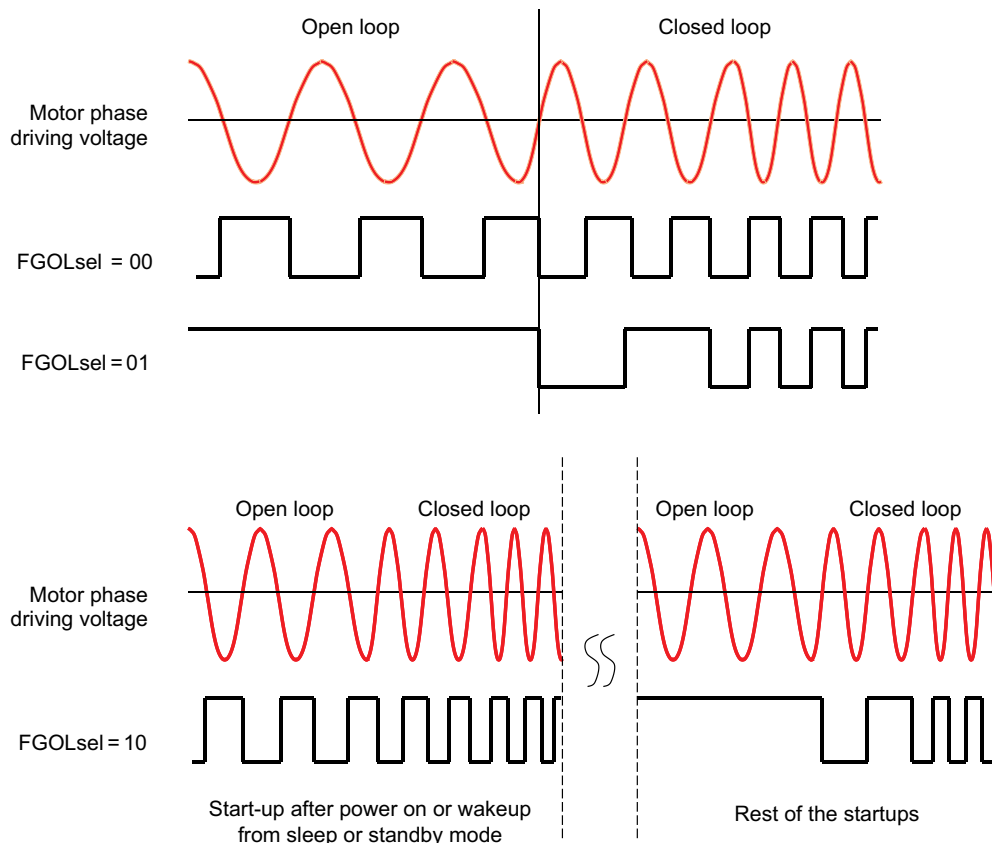 Open loop
Closed loop
Motor phase
driving voltage
FGOLsel = 00
FGOLsel = 01
Open loop
Closed loop
Open loop
Closed loop
Motor phase
driving voltage
FGOLsel = 10
Start-up after power on or wakeup
from sleep or standby mode
Rest of the startups